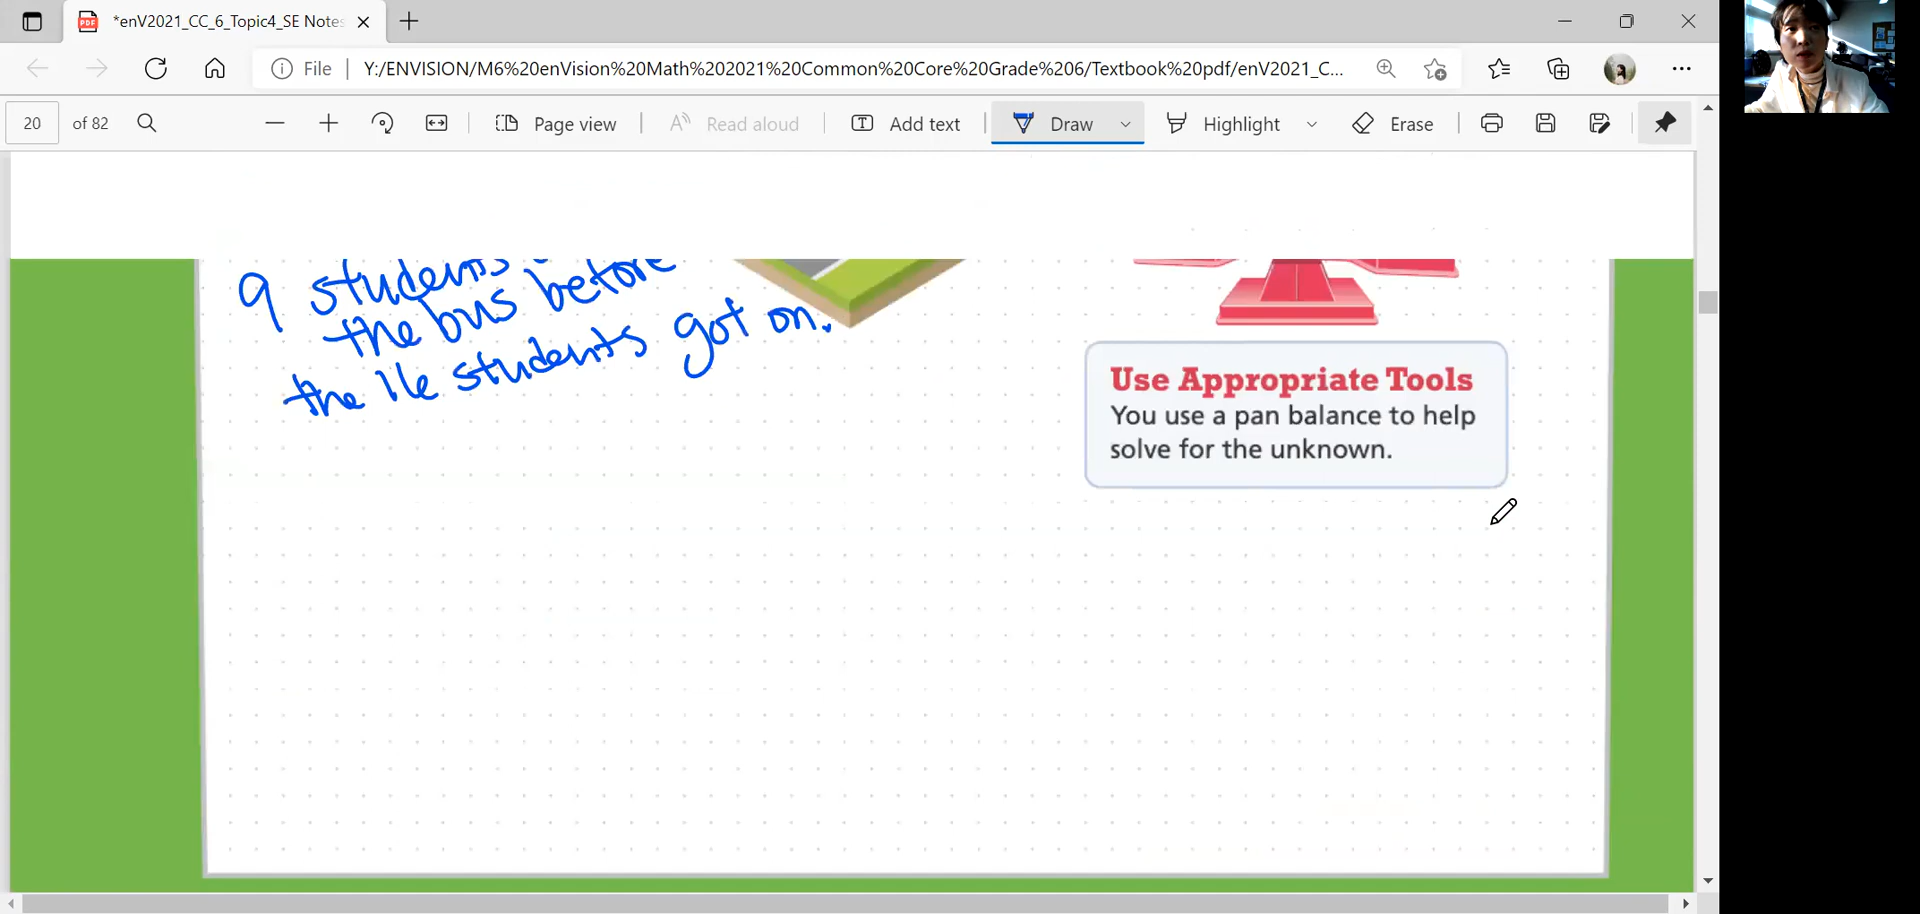 *enV2021_CC_6_Topic4_SE Notes
File
Y:/ENVISION/M6%20enVision%20Math%202021%20Common%20Core%20Grade%206/Textbook%20pdf/enV2021_C...
20 of 82
Page view
Read aloud
Add text
Draw
Highlight
Erase
9 students
the bus before
the 16 students got on.
Use Appropriate Tools
You use a pan balance to help
solve for the unknown.